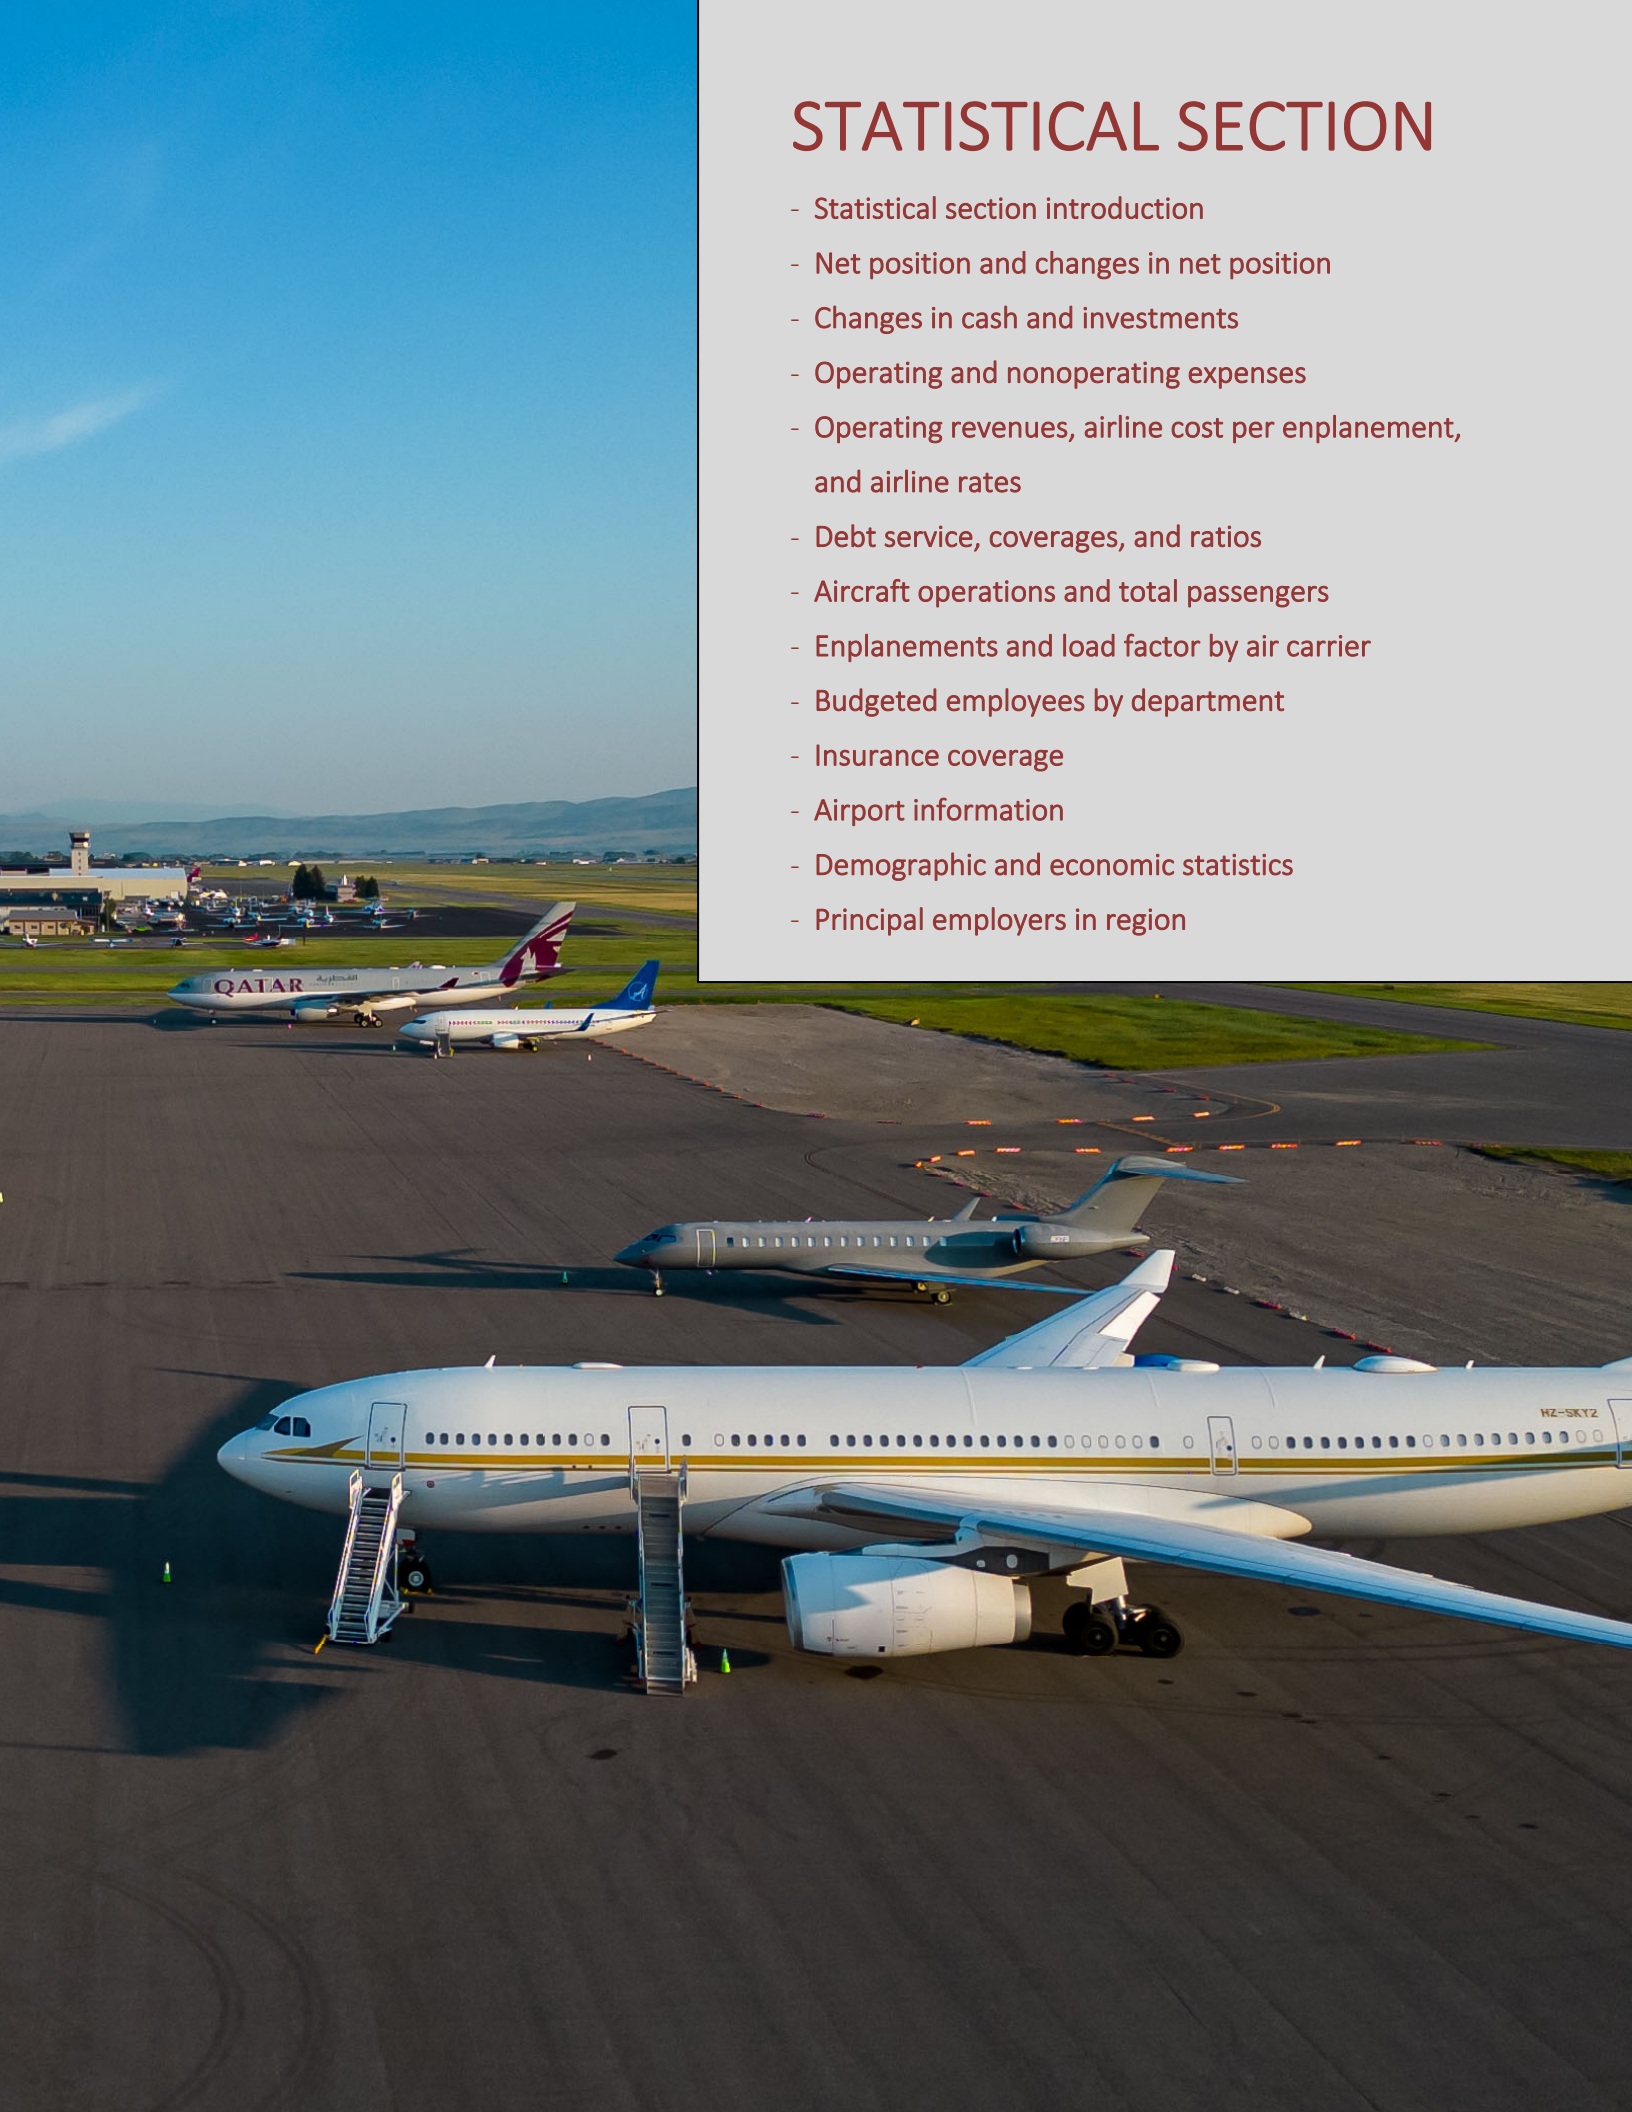 STATISTICAL SECTION
- Statistical section introduction
- Net position and changes in net position
- Changes in cash and investments
- Operating and nonoperating expenses
- Operating revenues, airline cost per enplanement,
and airline rates
- Debt service, coverages, and ratios
- Aircraft operations and total passengers
- Enplanements and load factor by air carrier
- Budgeted employees by department
- Insurance coverage
- Airport information
- Demographic and economic statistics
- Principal employers in region
QATAR القطرية
HZ-SKY2